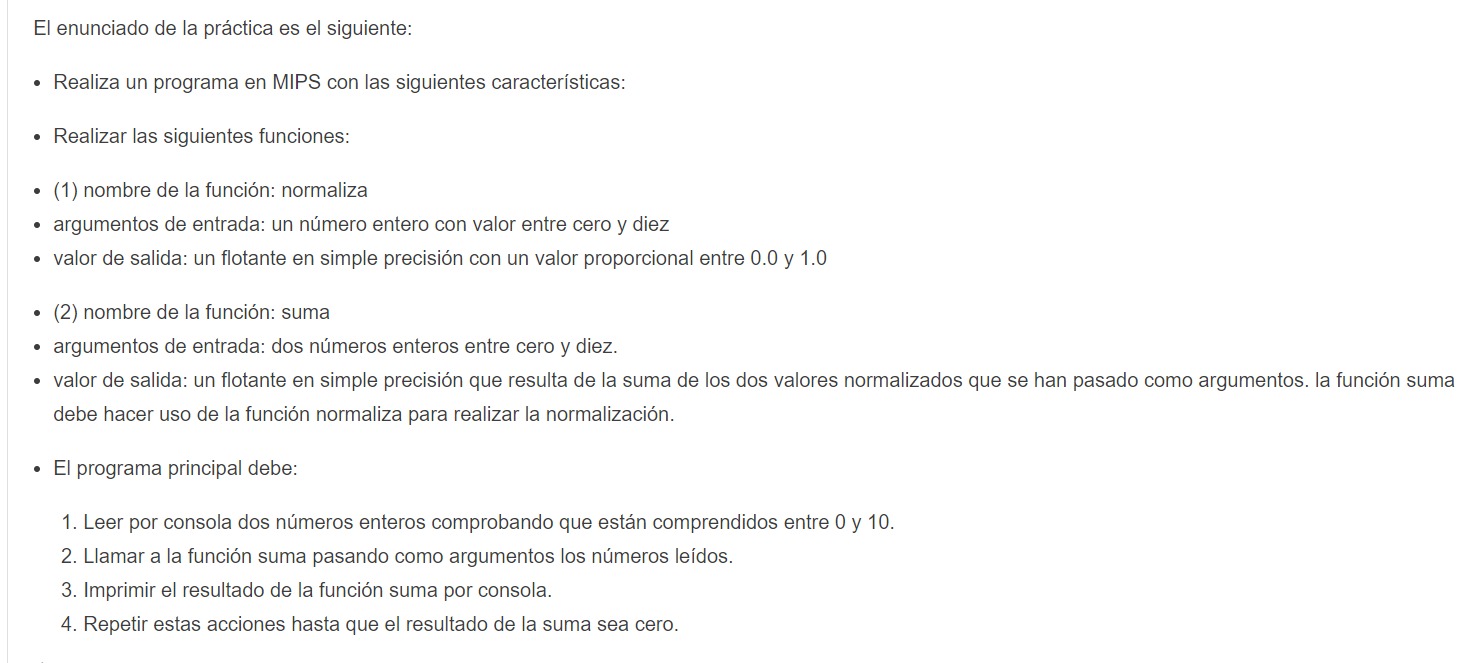 El enunciado de la práctica es el siguiente:
• Realiza un programa en MIPS con las siguientes características:
• Realizar las siguientes funciones:
• (1) nombre de la función: normaliza
• argumentos de entrada: un número entero con valor entre cero y diez
• valor de salida: un flotante en simple precisión con un valor proporcional entre 0.0 y 1.0
• (2) nombre de la función: suma
• argumentos de entrada: dos números enteros entre cero y diez.
• valor de salida: un flotante en simple precisión que resulta de la suma de los dos valores normalizados que se han pasado como argumentos. la función suma
debe hacer uso de la función normaliza para realizar la normalización.
• El programa principal debe:
1. Leer por consola dos números enteros comprobando que están comprendidos entre 0 y 10.
2. Llamar a la función suma pasando como argumentos los números leídos.
3. Imprimir el resultado de la función suma por consola.
4. Repetir estas acciones hasta que el resultado de la suma sea cero.